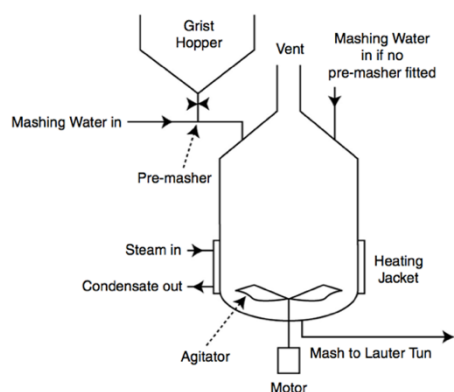 Grist
Hopper
Vent
Mashing Water
in if no
pre-masher fitted
Mashing Water in
Pre-masher
Steam in
Condensate out
Heating
Jacket
Agitator
Mash to Lauter Tun
Motor